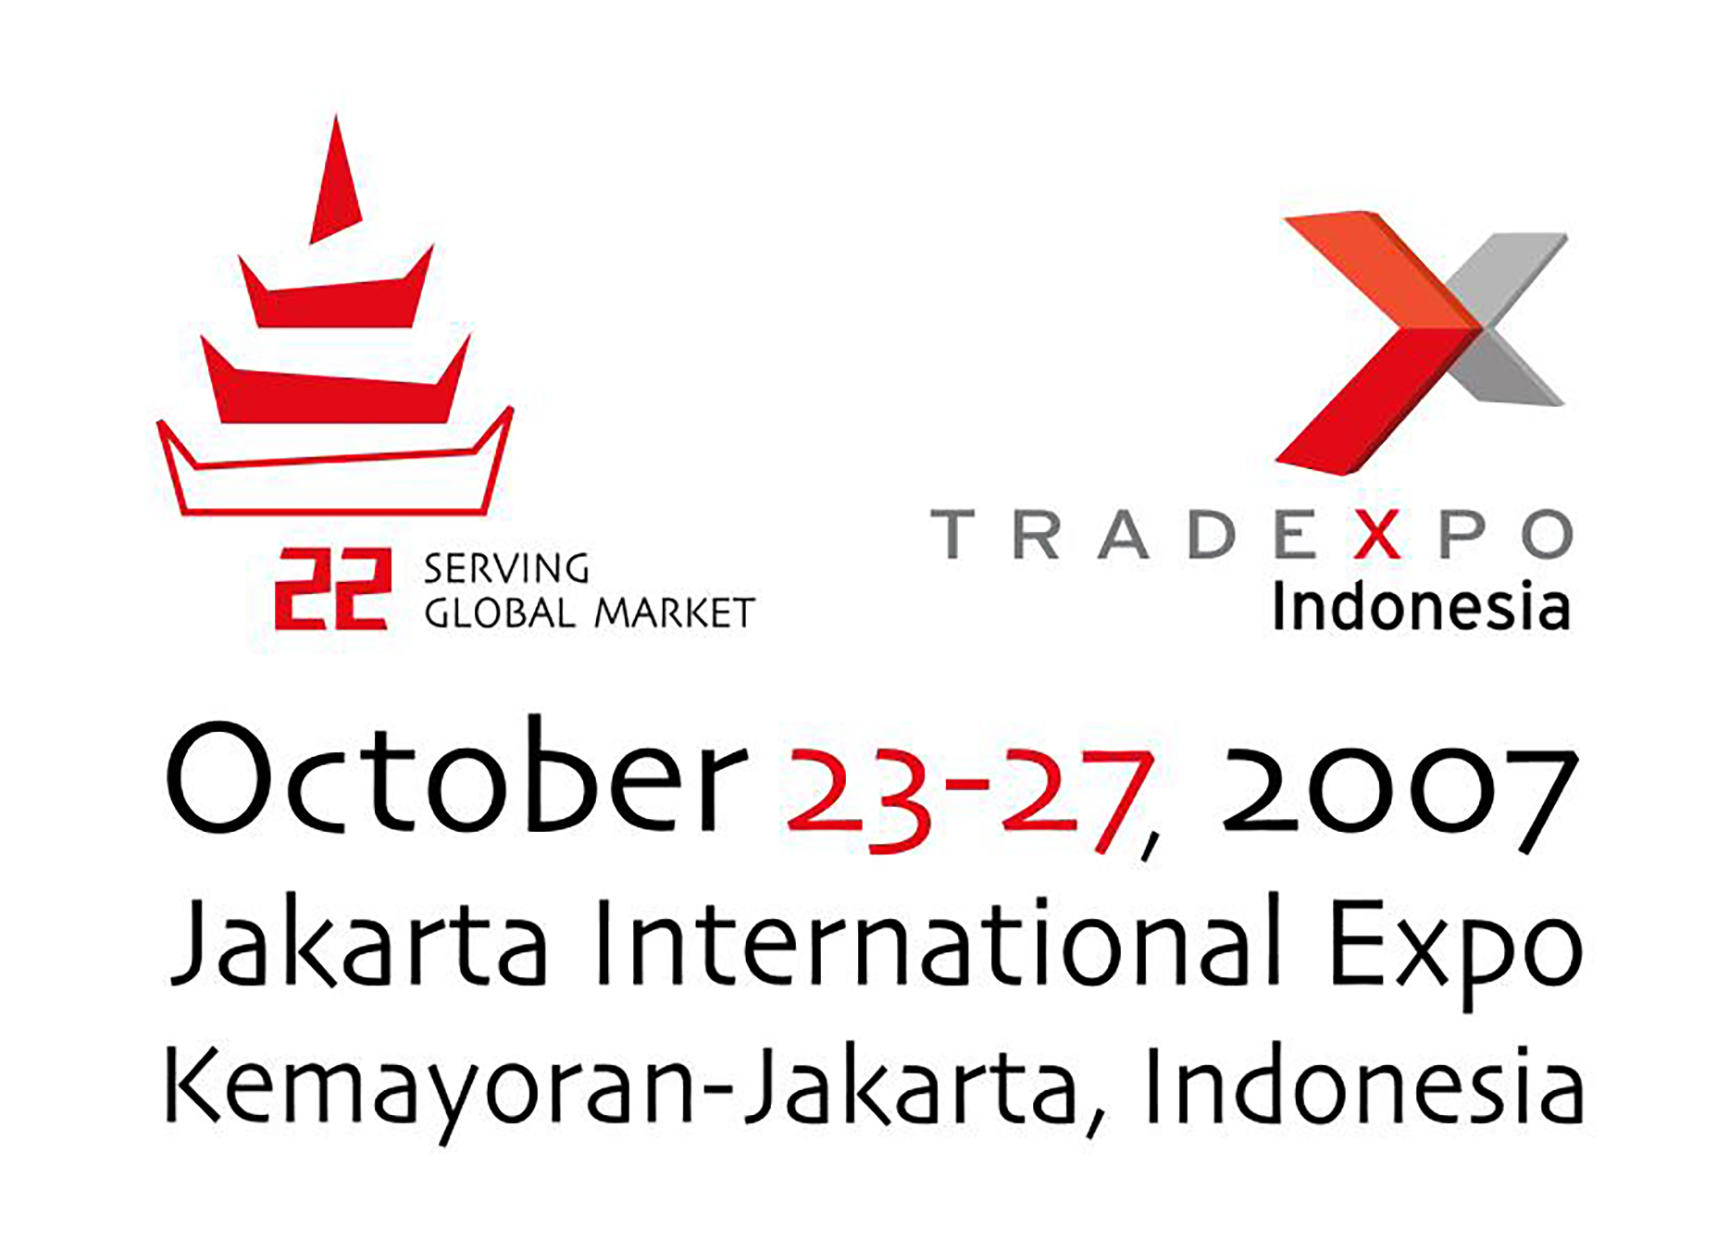 22 SERVING
GLOBAL MARKET
TRADEXPO
Indonesia
October 23-27, 2007
Jakarta International Expo
Kemayoran-Jakarta, Indonesia